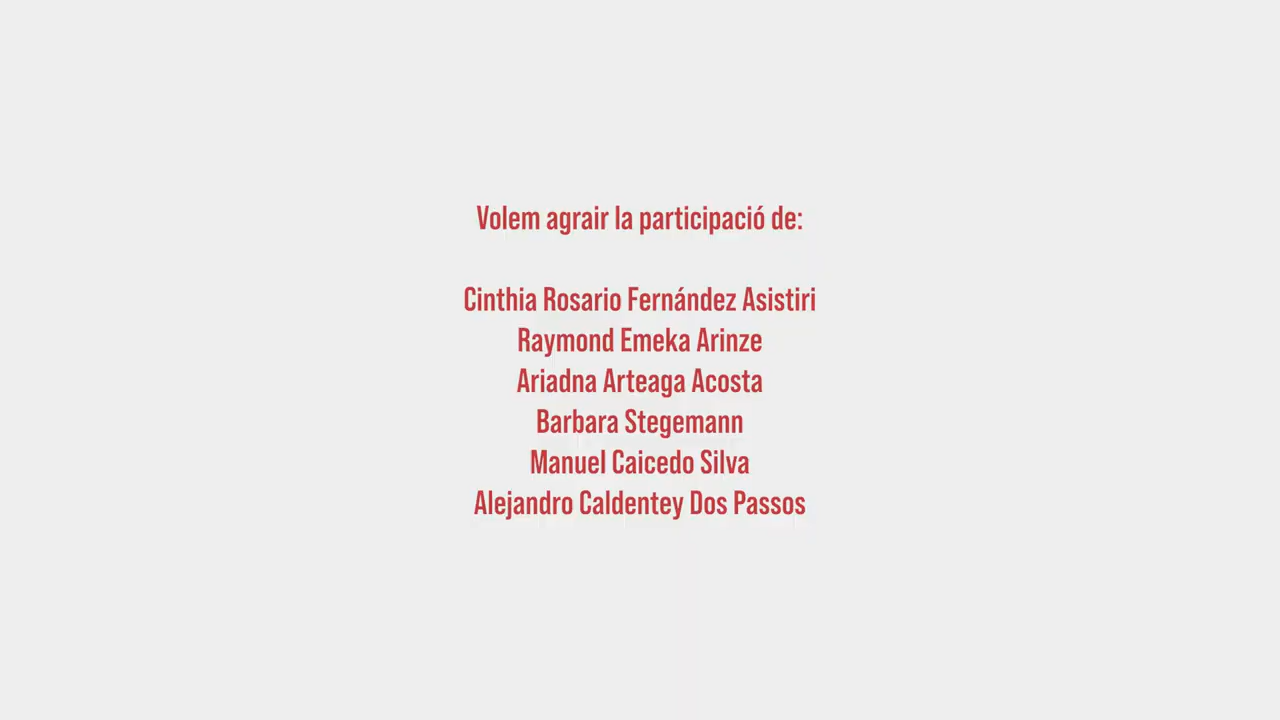 Volem agrair la participació de:
Cinthia Rosario Fernández Asistiri
Raymond Emeka Arinze
Ariadna Arteaga Acosta
Barbara Stegemann
Manuel Caicedo Silva
Alejandro Caldentey Dos Passos